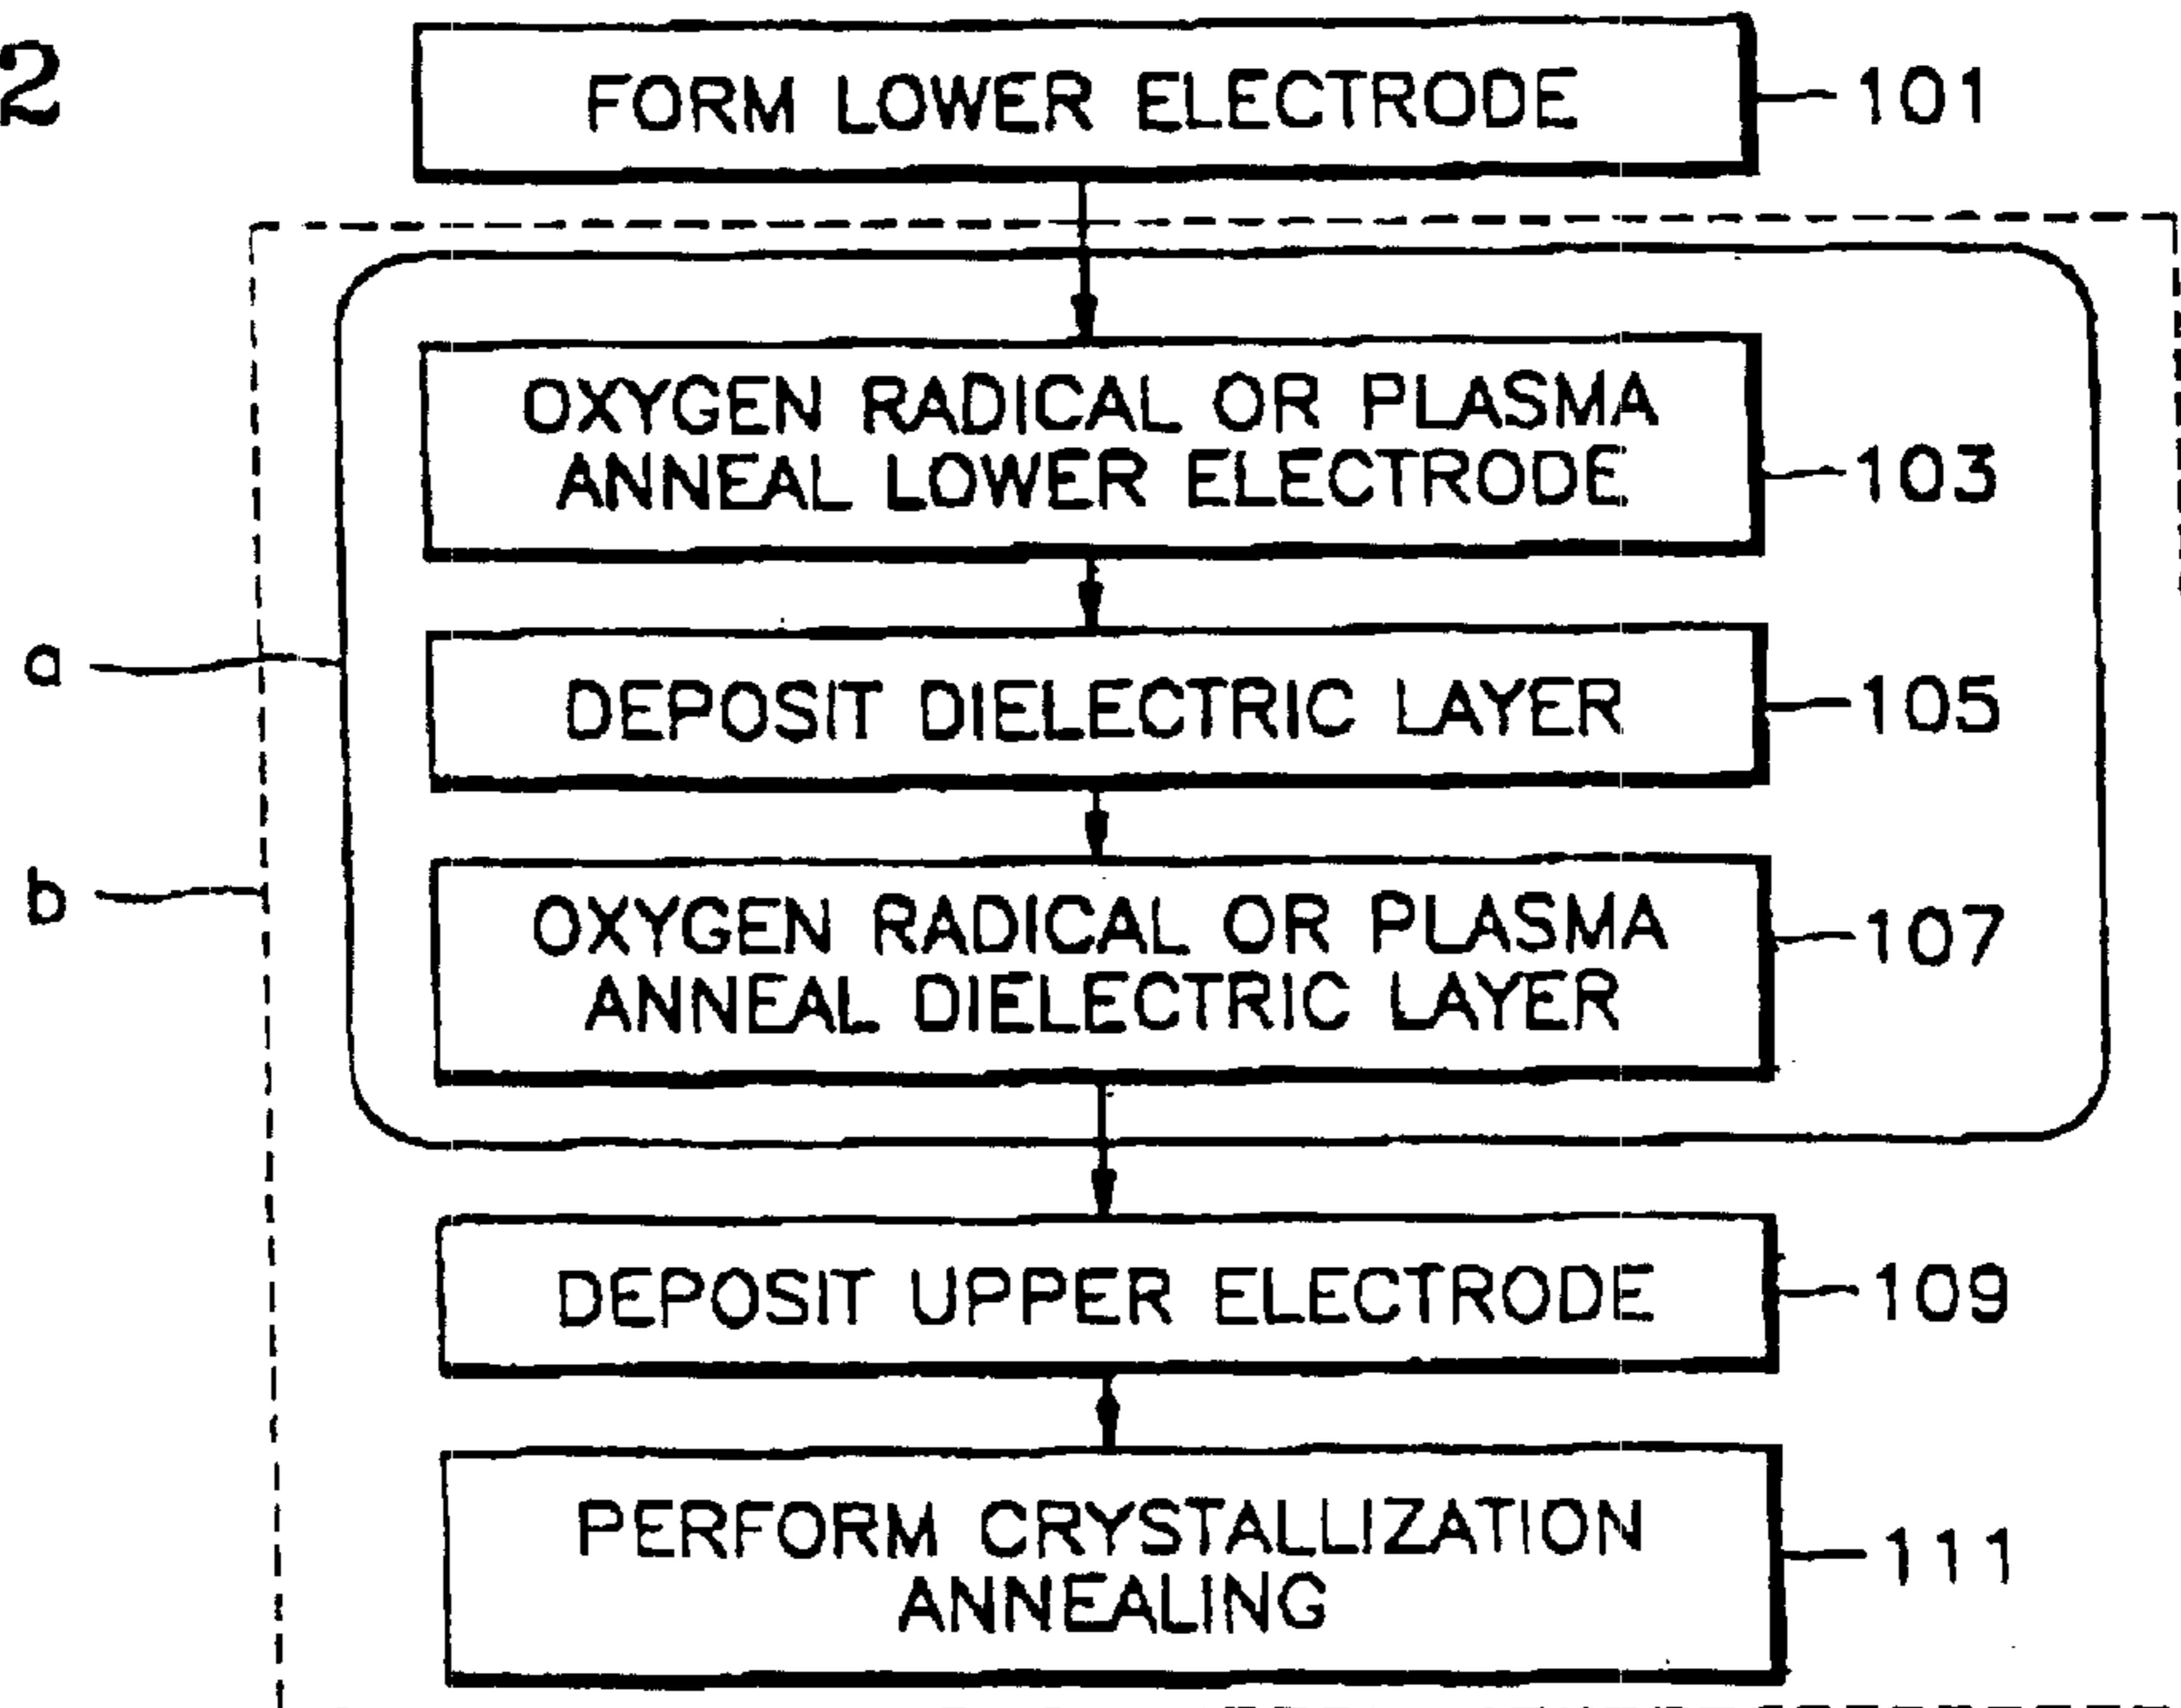 2
FORM LOWER ELECTRODE
101
OXYGEN RADICAL OR PLASMA
ANNEAL LOWER ELECTRODE
103
a
DEPOSIT DIELECTRIC LAYER
105
b
OXYGEN RADICAL OR PLASMA
ANNEAL DIELECTRIC LAYER
107
DEPOSIT UPPER ELECTRODE
109
PERFORM CRYSTALLIZATION
ANNEALING
111